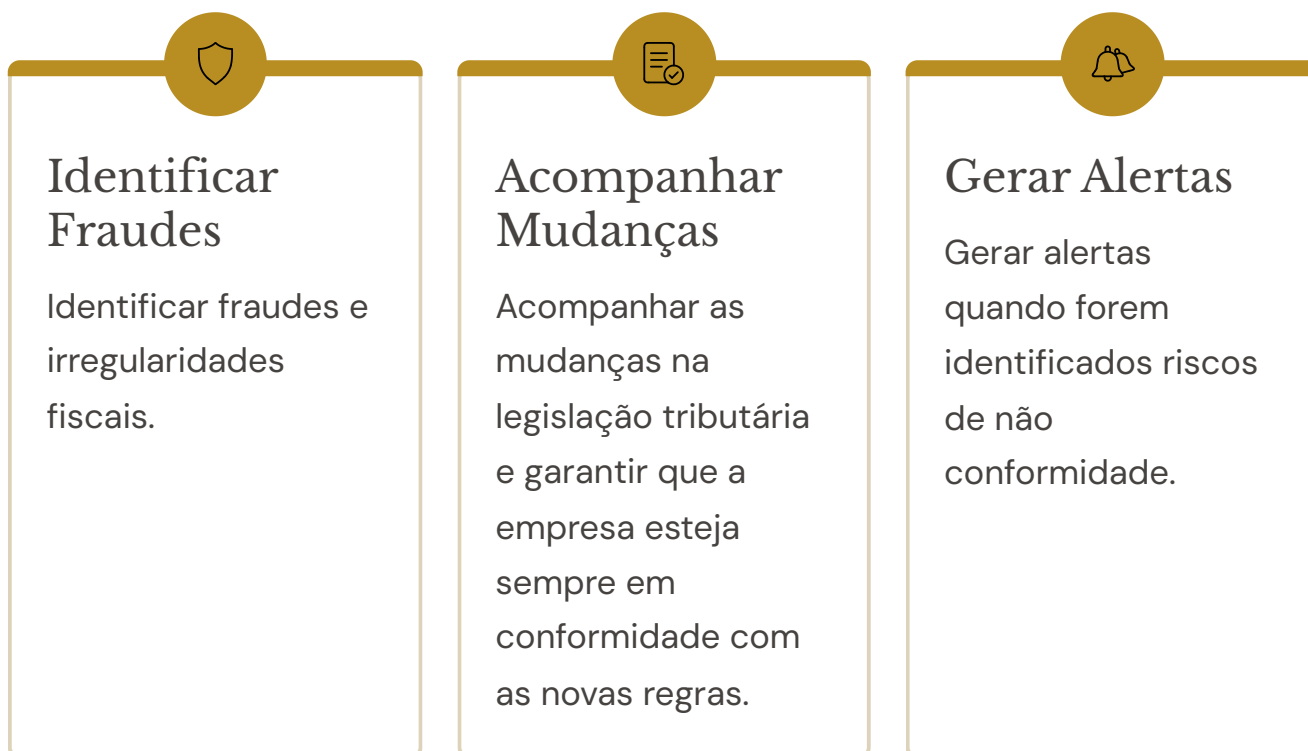 Identificar
Fraudes
Identificar fraudes e
irregularidades
fiscais.
Acompanhar
Mudanças
Acompanhar as
mudanças na
legislação tributária
e garantir que a
empresa esteja
sempre em
conformidade com
as novas regras.
Gerar Alertas
Gerar alertas
quando forem
identificados riscos
de não
conformidade.